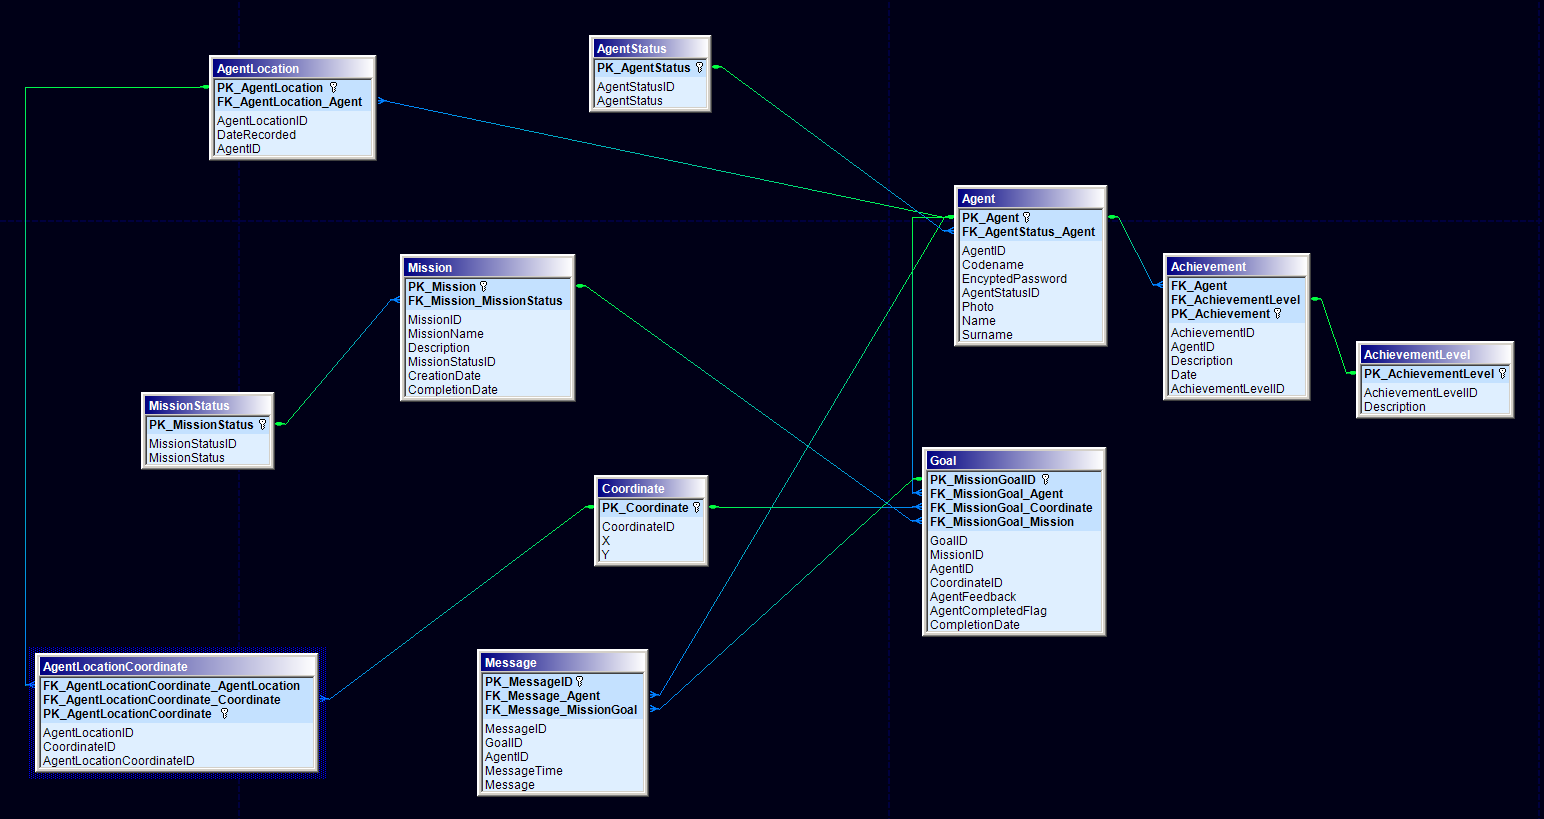 AgentLocation
PK_AgentLocation
FK_AgentLocation_Agent
AgentLocationID
DateRecorded
AgentID
AgentStatus
PK_AgentStatus
AgentStatusID
AgentStatus
Agent
PK_Agent
FK_AgentStatus_Agent
AgentID
Codename
EncyptedPassword
AgentStatusID
Photo
Name
Surname
Mission
PK_Mission
FK_Mission_MissionStatus
MissionID
MissionName
Description
MissionStatusID
CreationDate
CompletionDate
Achievement
FK_Agent
FK_AchievementLevel
PK_Achievement
AchievementID
AgentID
Description
Date
AchievementLevelID
AchievementLevel
PK_AchievementLevel
AchievementLevelID
Description
MissionStatus
PK_MissionStatus
MissionStatusID
MissionStatus
Coordinate
PK_Coordinate
CoordinateID
X
Y
Goal
PK_MissionGoalID
FK_MissionGoal_Agent
FK_MissionGoal_Coordinate
FK_MissionGoal_Mission
GoalID
MissionID
AgentID
CoordinateID
AgentFeedback
AgentCompletedFlag
CompletionDate
AgentLocationCoordinate
FK_AgentLocationCoordinate_AgentLocation
FK_AgentLocationCoordinate_Coordinate
PK_AgentLocationCoordinate
AgentLocationID
CoordinateID
AgentLocationCoordinateID
Message
PK_MessageID
FK_Message_Agent
FK_Message_MissionGoal
MessageID
GoalID
AgentID
MessageTime
Message